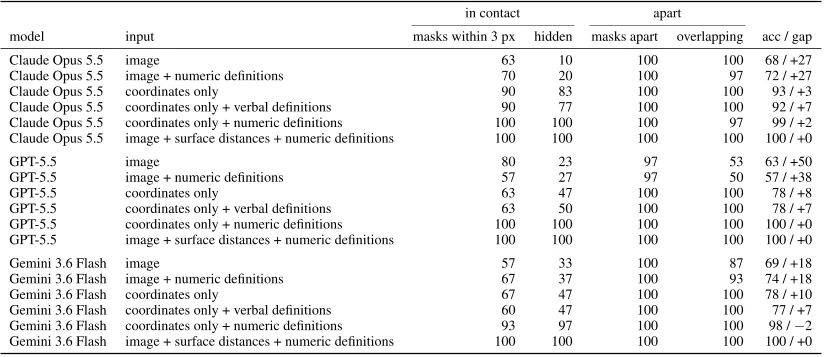 in contact apart
model input masks within 3 px hidden masks apart overlapping acc / gap
Claude Opus 5.5 image 63 10 100 100 68 / +27
Claude Opus 5.5 image + numeric definitions 70 20 100 97 72 / +27
Claude Opus 5.5 coordinates only 90 83 100 100 93 / +3
Claude Opus 5.5 coordinates only + verbal definitions 90 77 100 100 92 / +7
Claude Opus 5.5 coordinates only + numeric definitions 100 100 100 97 99 / +2
Claude Opus 5.5 image + surface distances + numeric definitions 100 100 100 100 100 / +0
GPT-5.5 image 80 23 97 53 63 / +50
GPT-5.5 image + numeric definitions 57 27 97 50 57 / +38
GPT-5.5 coordinates only 63 47 100 100 78 / +8
GPT-5.5 coordinates only + verbal definitions 63 50 100 100 78 / +7
GPT-5.5 coordinates only + numeric definitions 100 100 100 100 100 / +0
GPT-5.5 image + surface distances + numeric definitions 100 100 100 100 100 / +0
Gemini 3.6 Flash image 57 33 100 87 69 / +18
Gemini 3.6 Flash image + numeric definitions 67 37 100 93 74 / +18
Gemini 3.6 Flash coordinates only 67 47 100 100 78 / +10
Gemini 3.6 Flash coordinates only + verbal definitions 60 47 100 100 77 / +7
Gemini 3.6 Flash coordinates only + numeric definitions 93 97 100 100 98 / −2
Gemini 3.6 Flash image + surface distances + numeric definitions 100 100 100 100 100 / +0